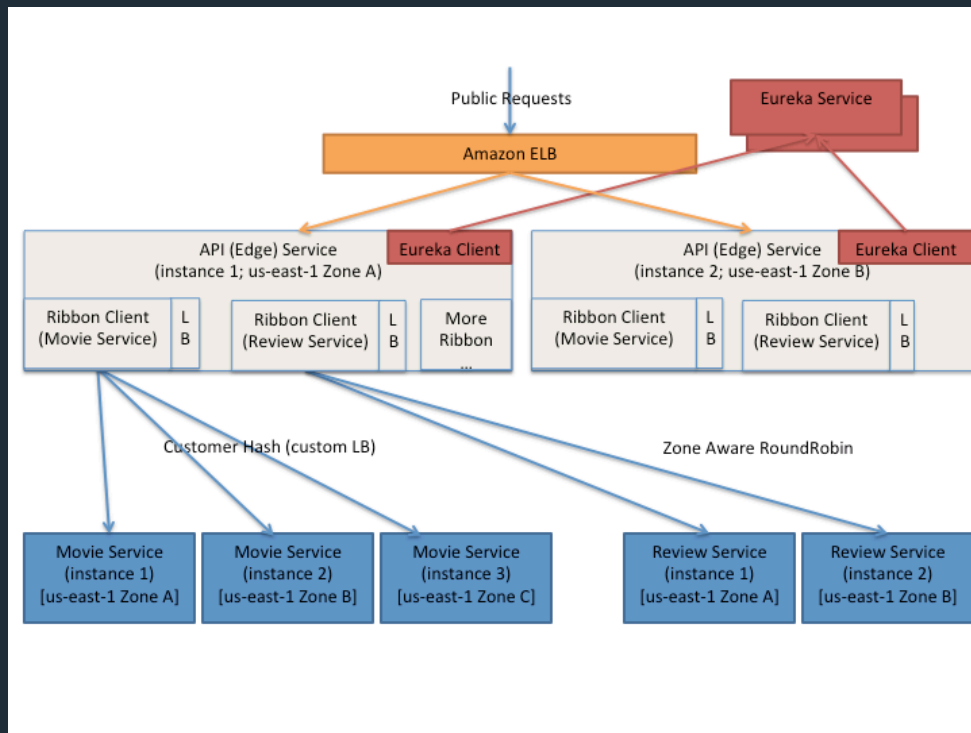 Public Requests
Eureka Service
Amazon ELB
API (Edge) Service
(instance 1; us-east-1 Zone A)
Eureka Client
API (Edge) Service
(instance 2; use-east-1 Zone B)
Eureka Client
Ribbon Client
(Movie Service)
L
B
Ribbon Client
(Review Service)
L
B
More
Ribbon
...
Ribbon Client
(Movie Service)
L
B
Ribbon Client
(Review Service)
L
B
Customer Hash (custom LB)
Zone Aware RoundRobin
Movie Service
(instance 1)
[us-east-1 Zone A]
Movie Service
(instance 2)
[us-east-1 Zone B]
Movie Service
(instance 3)
[us-east-1 Zone C]
Review Service
(instance 1)
[us-east-1 Zone A]
Review Service
(instance 2)
[us-east-1 Zone B]